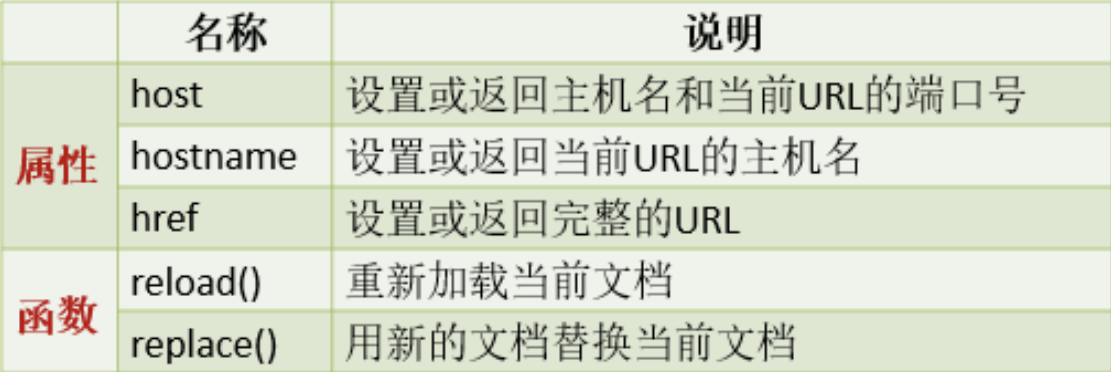 名称 说明
属性
host 设置或返回主机名和当前URL的端口号
hostname 设置或返回当前URL的主机名
href 设置或返回完整的URL
函数
reload() 重新加载当前文档
replace() 用新的文档替换当前文档